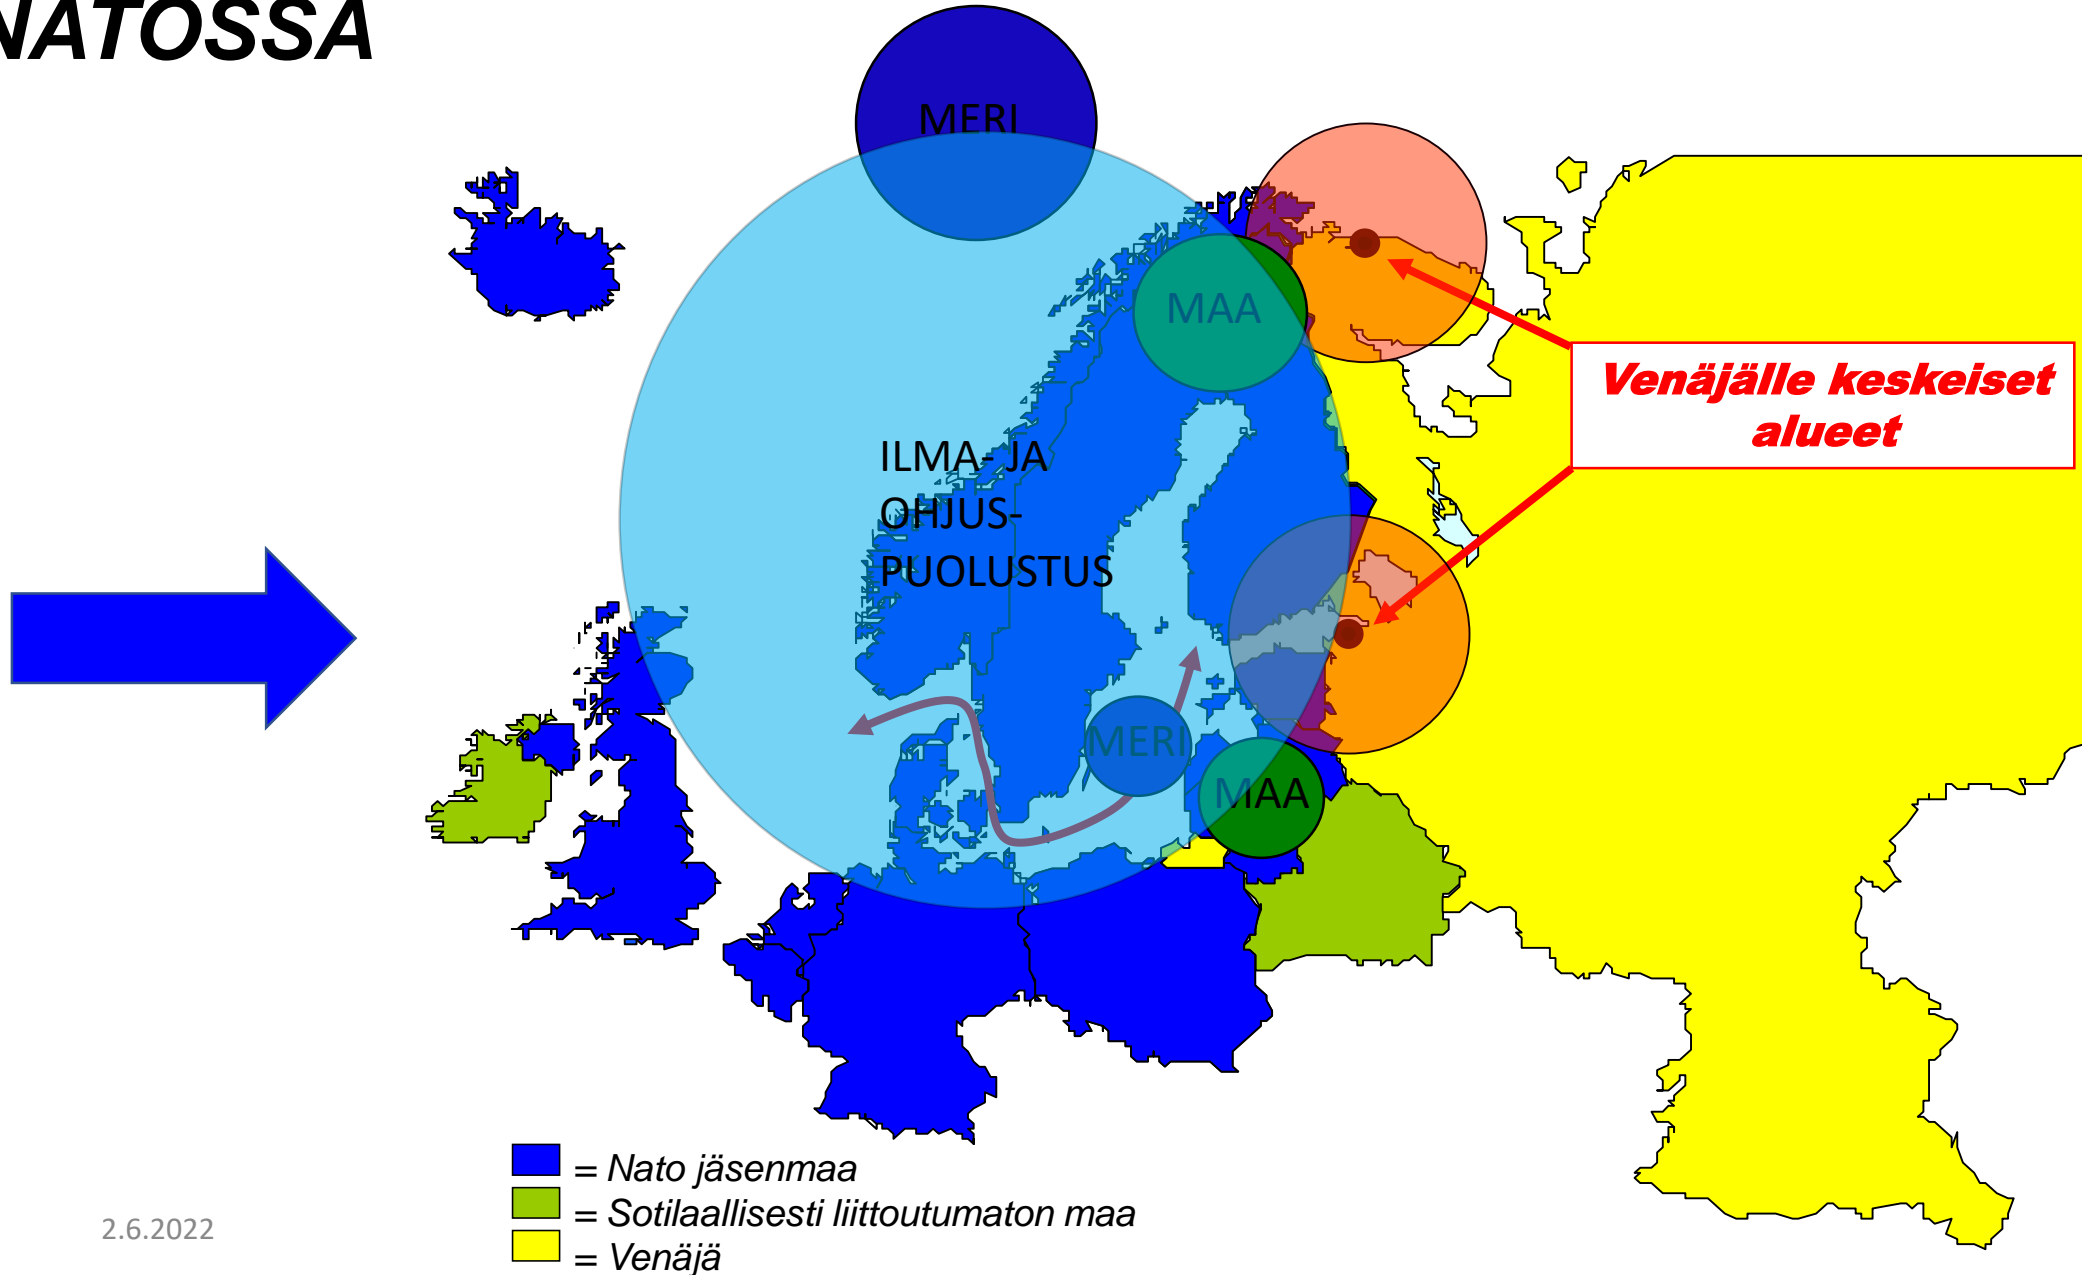 NATOSSA
MERI
MAA
Venäjälle keskeiset
alueet
ILMA- JA
OHJUS-
PUOLUSTUS
MERI
MAA
= Nato jäsenmaa
= Sotilaallisesti liittoutumaton maa
= Venäjä
2.6.2022